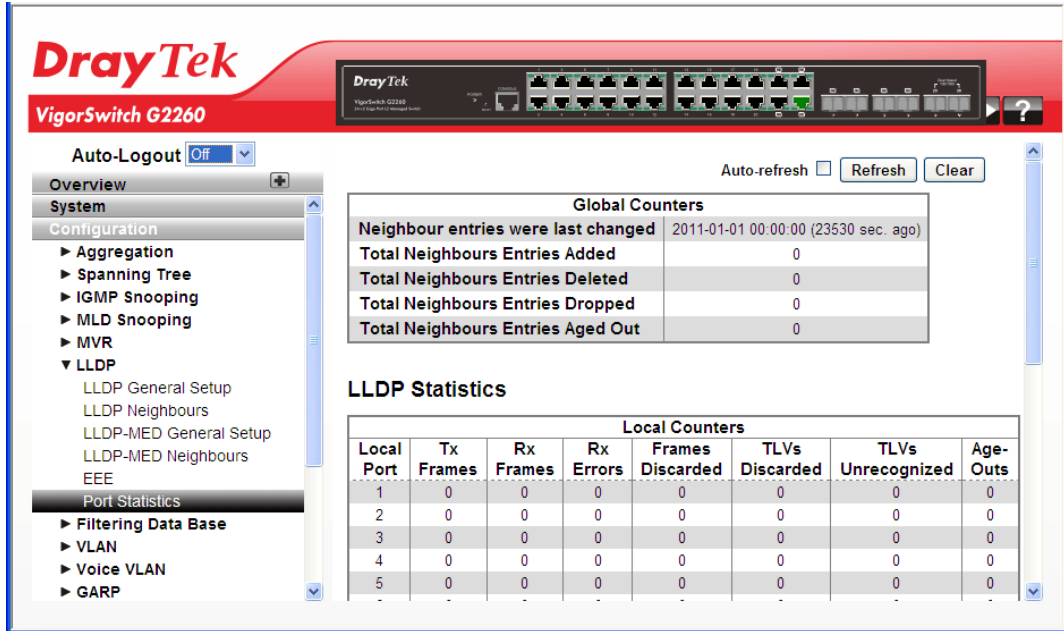 DrayTek
VigorSwitch G2260
DrayTek
VigorSwitch G2260
POWER
CONSOLE
?
Auto-Logout Off
Overview
System
Configuration
Aggregation
Spanning Tree
IGMP Snooping
MLD Snooping
MVR
LLDP
LLDP General Setup
LLDP Neighbours
LLDP-MED General Setup
LLDP-MED Neighbours
EEE
Port Statistics
Filtering Data Base
VLAN
Voice VLAN
GARP
Auto-refresh Refresh Clear
Global Counters
Neighbour entries were last changed 2011-01-01 00:00:00 (23530 sec. ago)
Total Neighbours Entries Added 0
Total Neighbours Entries Deleted 0
Total Neighbours Entries Dropped 0
Total Neighbours Entries Aged Out 0
LLDP Statistics
Local Counters
Local Tx Rx Rx Frames TLVs TLVs Age-
Port Frames Frames Errors Discarded Discarded Unrecognized Outs
1 0 0 0 0 0 0 0
2 0 0 0 0 0 0 0
3 0 0 0 0 0 0 0
4 0 0 0 0 0 0 0
5 0 0 0 0 0 0 0